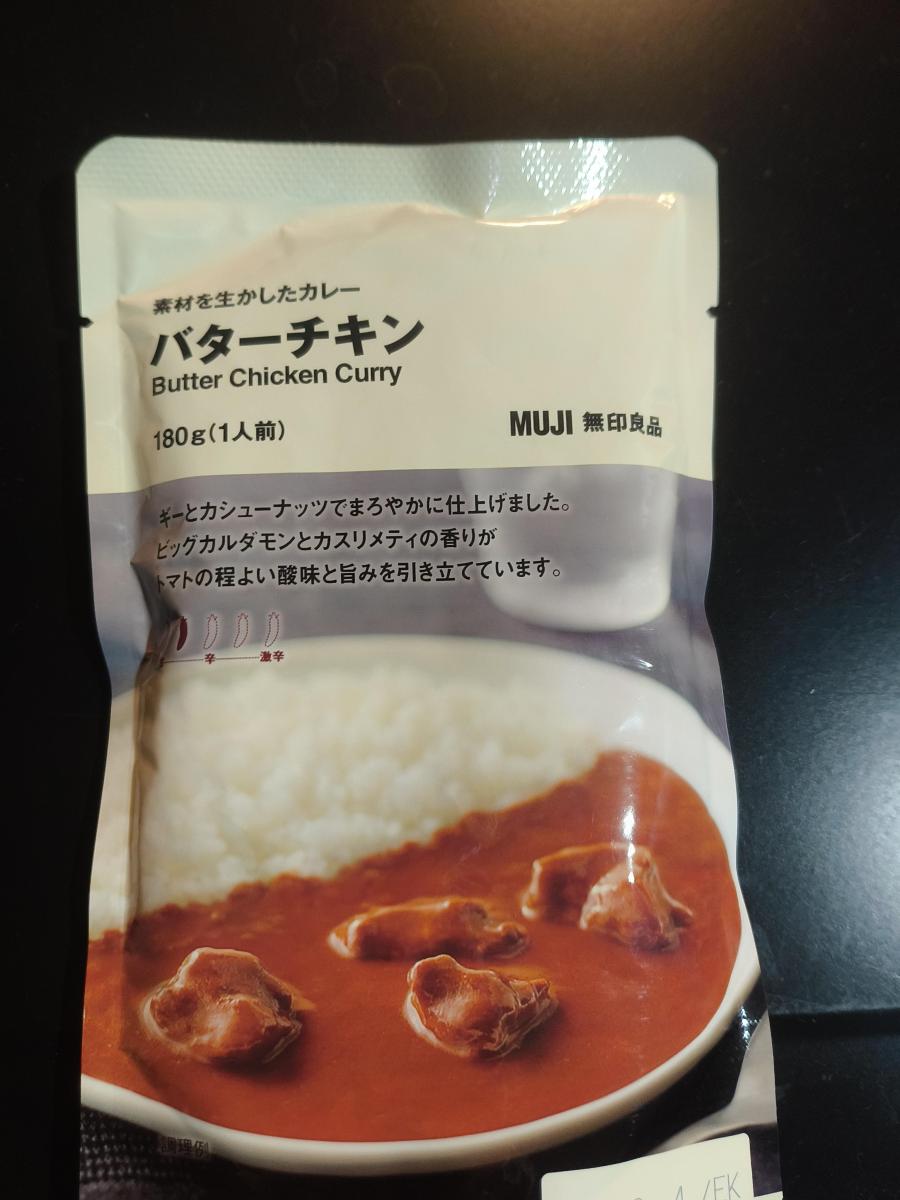 素材を生かしたカレー
バターチキン
Butter Chicken Curry
180g(1人前)
MUJI 無印良品
ギーとカシューナッツでまろやかに仕上げました。
ビッグカルダモンとカスリメティの香りが
トマトの程よい酸味と旨みを引き立てています。
辛 激辛
調理例